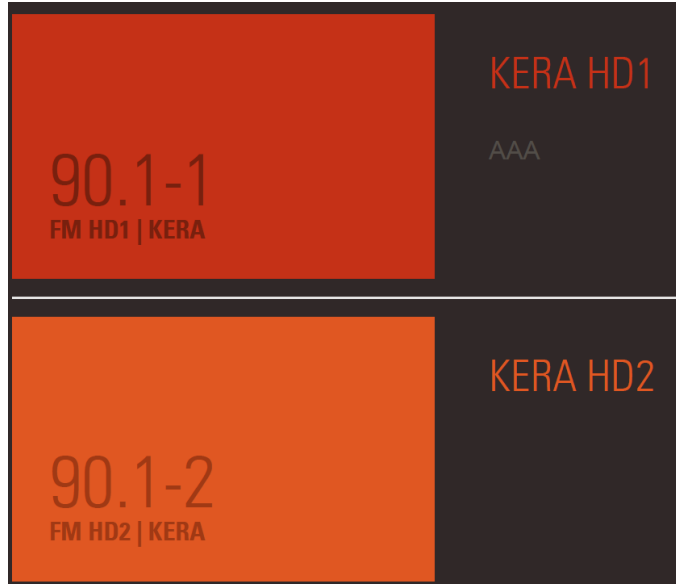 90.1-1
FM HD1 | KERA
KERA HD1
AAA
90.1-2
FM HD2 | KERA
KERA HD2